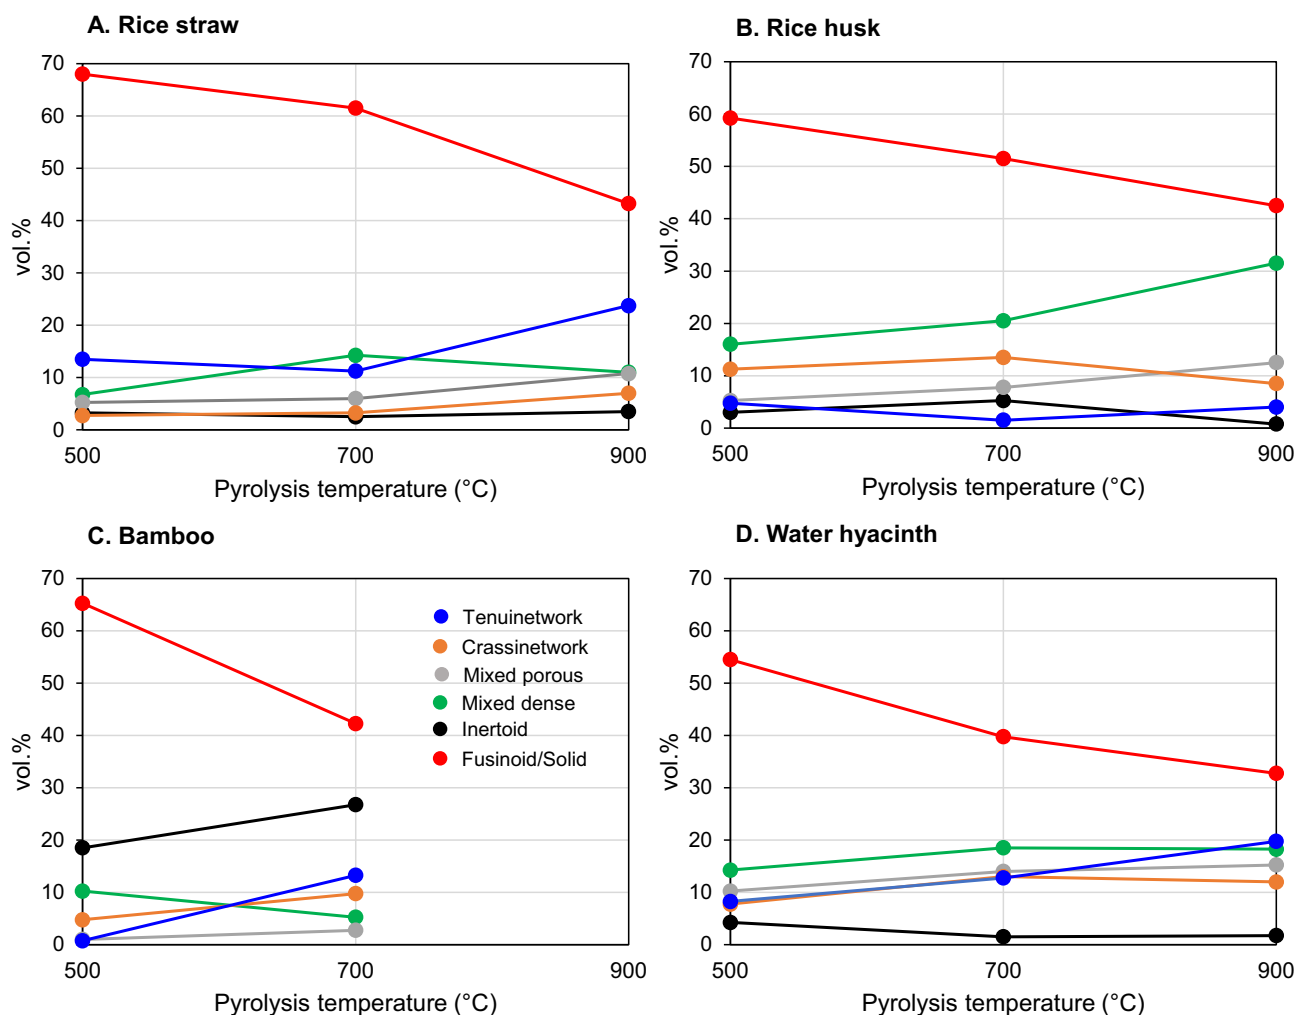 A. Rice straw
70
60
50
40
30
20
10
0
vol.%
500 700 900
Pyrolysis temperature (°C)
B. Rice husk
70
60
50
40
30
20
10
0
vol.%
500 700 900
Pyrolysis temperature (°C)
C. Bamboo
70
60
50
40
30
20
10
0
vol.%
Tenuinetwork
Crassinetwork
Mixed porous
Mixed dense
Inertoid
Fusinoid/Solid
500 700 900
Pyrolysis temperature (°C)
D. Water hyacinth
70
60
50
40
30
20
10
0
vol.%
500 700 900
Pyrolysis temperature (°C)